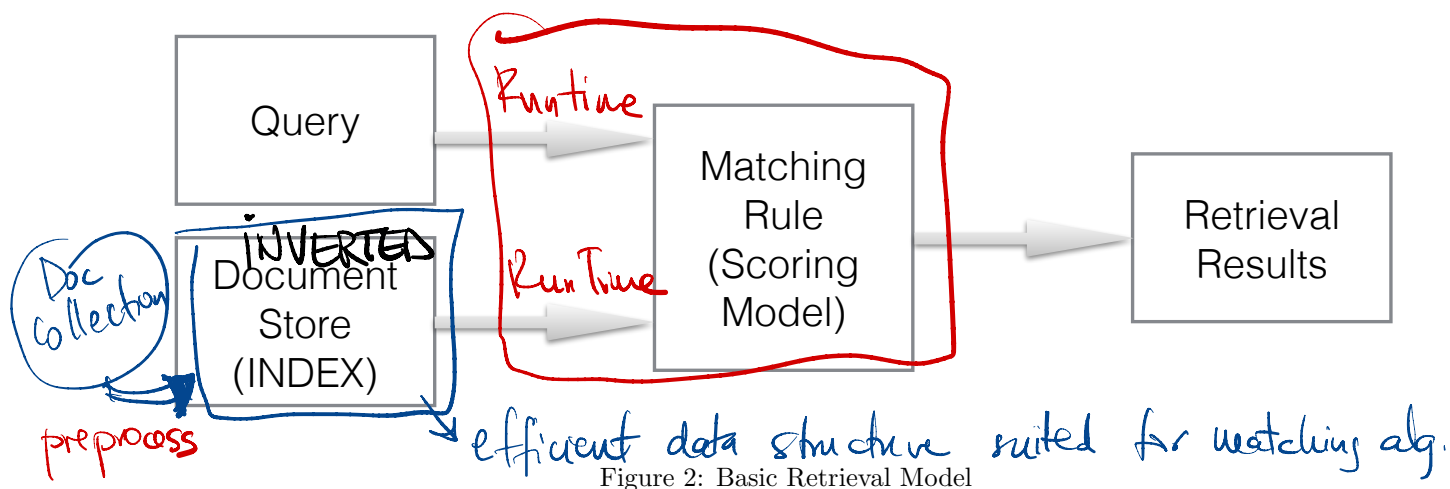 Query
Runtime
Matching
Rule
(Scoring
Model)
Retrieval
Results
Doc
Collection
INVERTED
Document
Store
(INDEX)
RunTime
preprocess
efficient data structure suited for matching alg.
Figure 2: Basic Retrieval Model